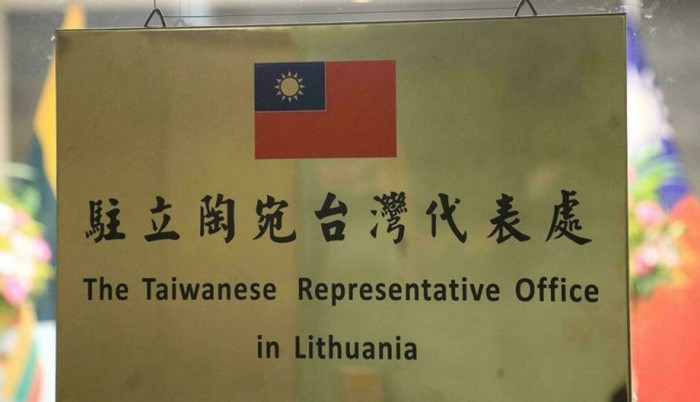 駐立陶宛台灣代表處
The Taiwanese Representative Office
in Lithuania